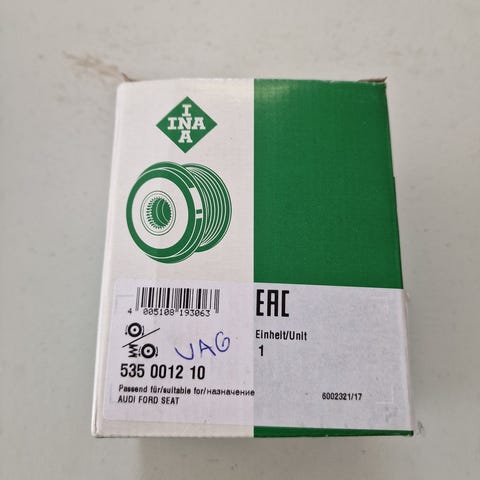 INA
INA
EAC
4 005108 193063
Einheit/Unit
1
VAG
535 0012 10
Passend für/suitable for/назначение
AUDI FORD SEAT
6002321/17